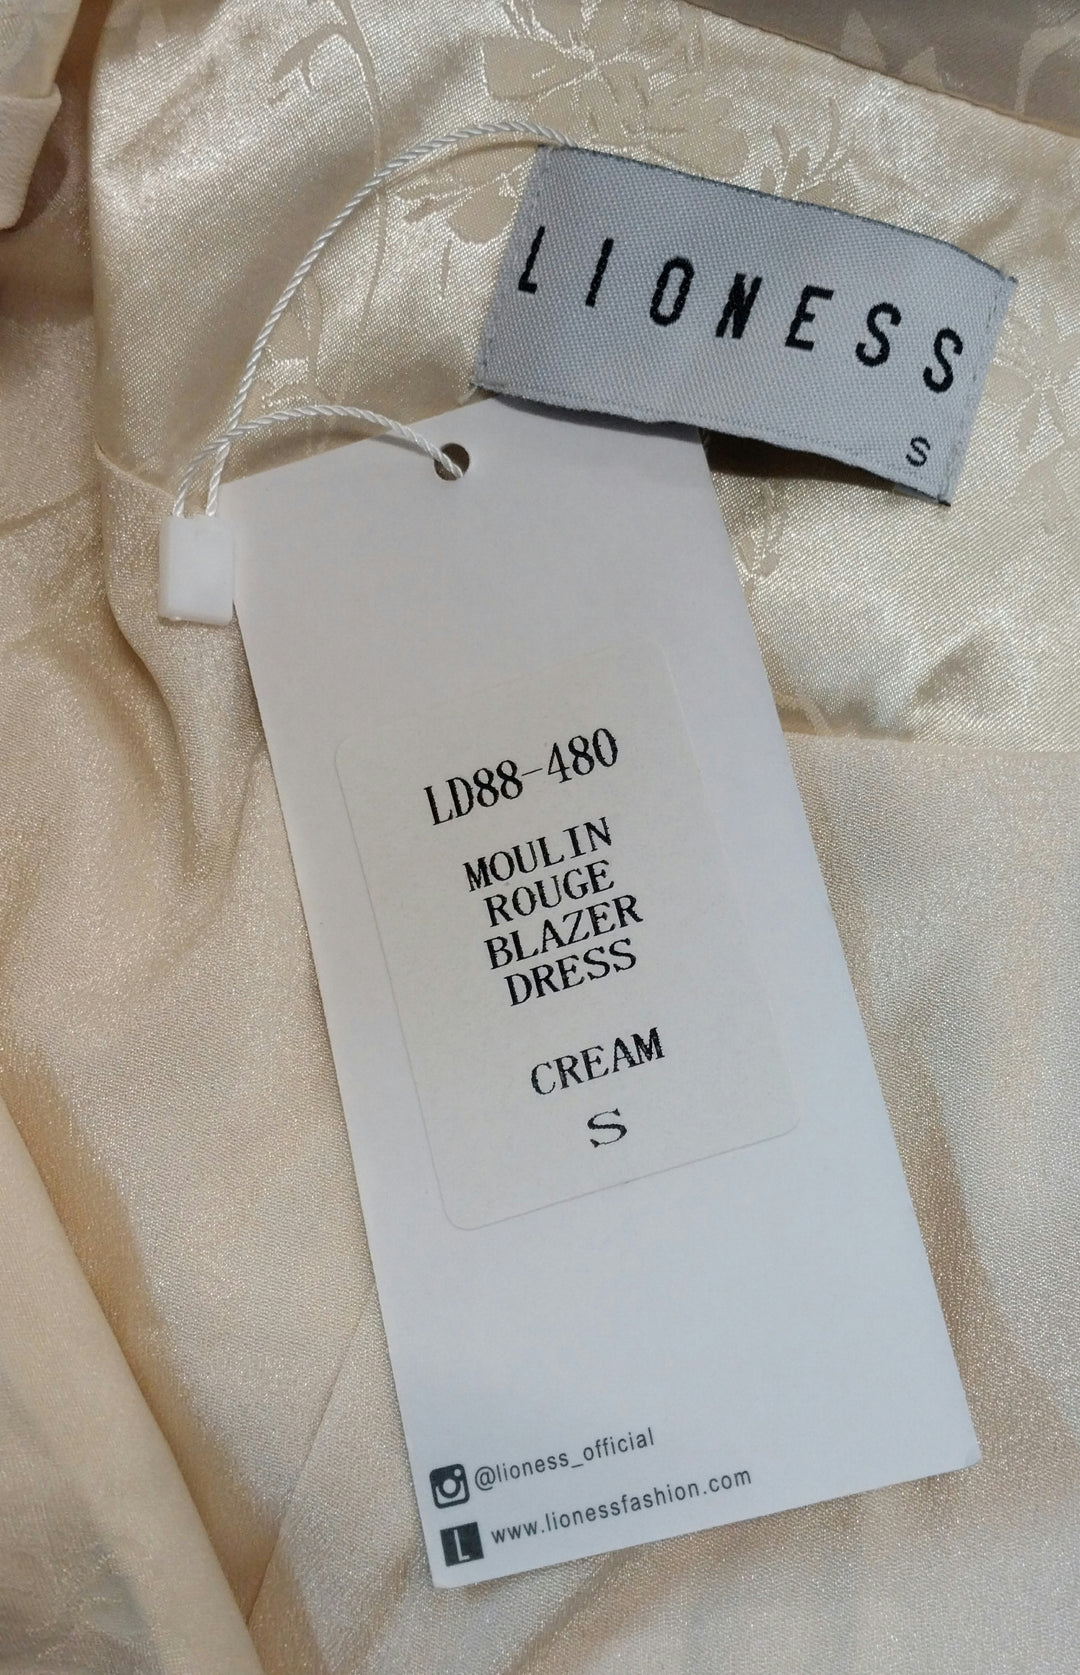 LIONESS
S
LD88-480
MOULIN
ROUGE
BLAZER
DRESS
CREAM
S
@lioness_official
L www.lionessfashion.com